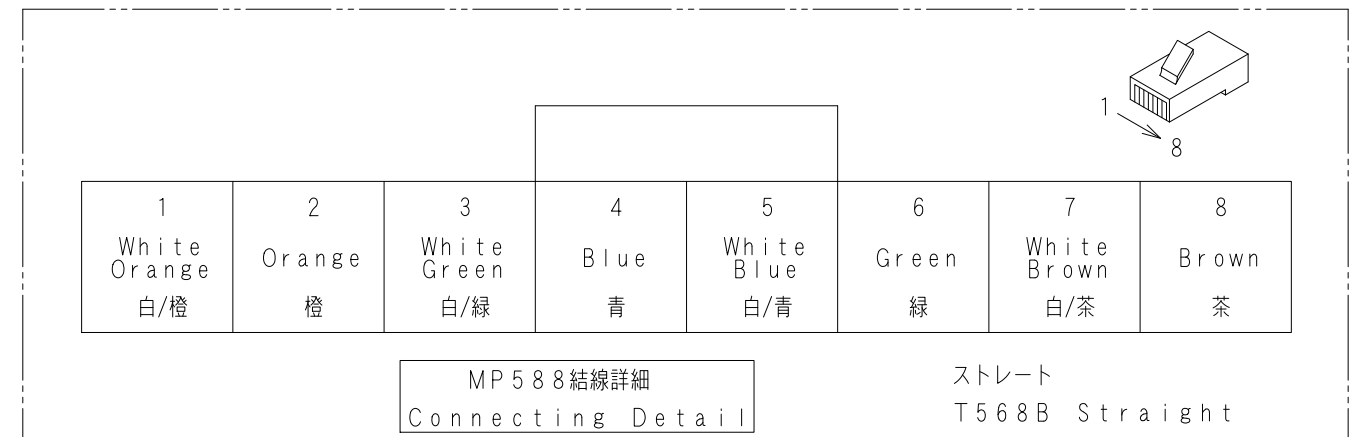 1
8
1 2 3 4 5 6 7 8
White Orange White Blue White Green White Brown
Orange Green Blue Brown
白/橙 橙 白/緑 青 白/青 緑 白/茶 茶
MP588結線詳細
Connecting Detail
ストレート
T568B Straight